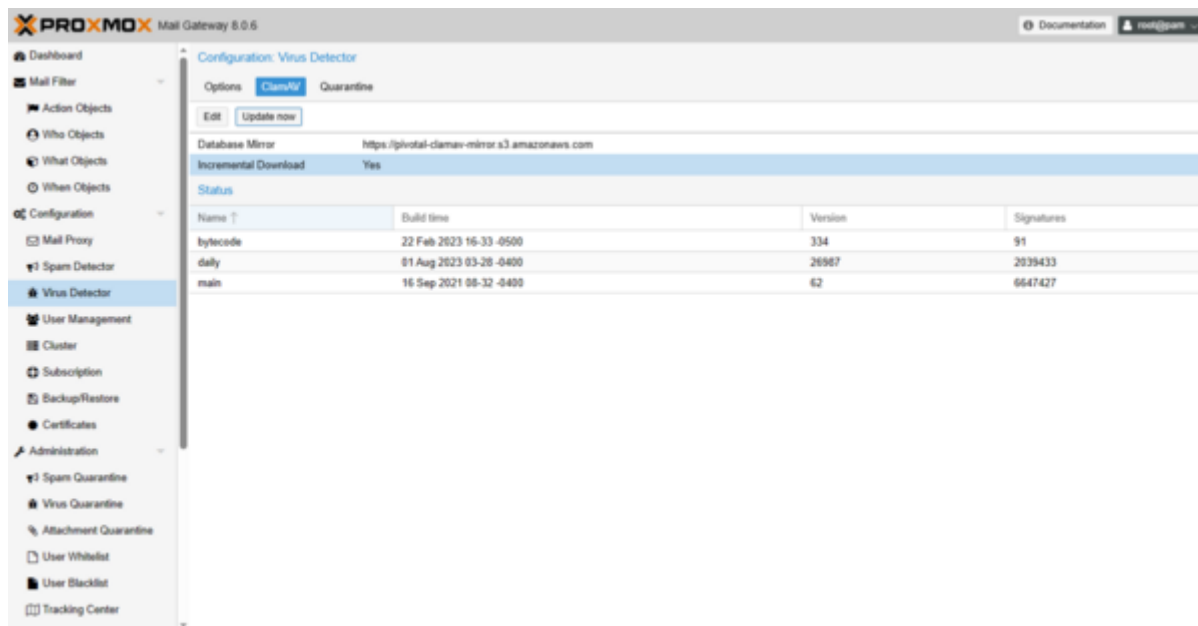 PROXMOX Mail Gateway 8.0.6
Documentation
root@pam
Dashboard
Mail Filter
Action Objects
Who Objects
What Objects
When Objects
Configuration
Mail Proxy
Spam Detector
Virus Detector
User Management
Cluster
Subscription
Backup/Restore
Certificates
Administration
Spam Quarantine
Virus Quarantine
Attachment Quarantine
User Whitelist
User Blacklist
Tracking Center
Configuration: Virus Detector
Options ClamAV Quarantine
Edit Update now
Database Mirror https://pivotal-clamav-mirror.s3.amazonaws.com
Incremental Download Yes
Status
Name ↑ Build time Version Signatures
bytecode 22 Feb 2023 16-33 -0500 334 91
daily 01 Aug 2023 03-28 -0400 26987 2039433
main 16 Sep 2021 08-32 -0400 62 6647427